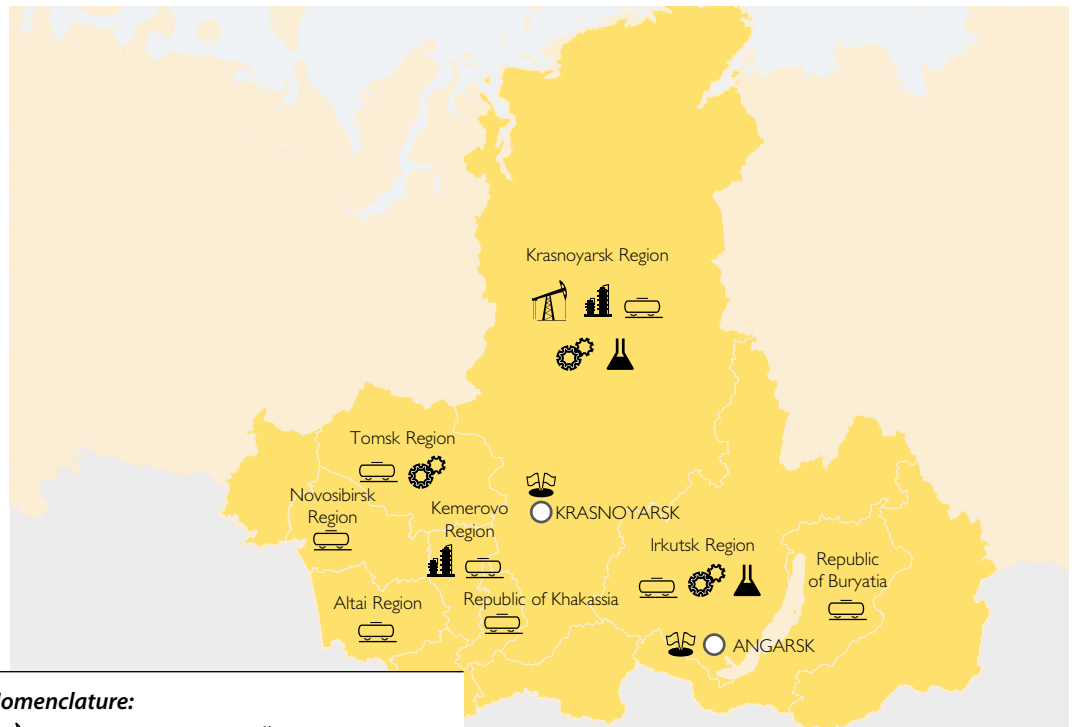 Krasnoyarsk Region
Tomsk Region
Novosibirsk
Region
Kemerovo
Region
KRASNOYARSK
Irkutsk Region
Republic
of Buryatia
Altai Region
Republic of Khakassia
ANGARSK
omenclature: